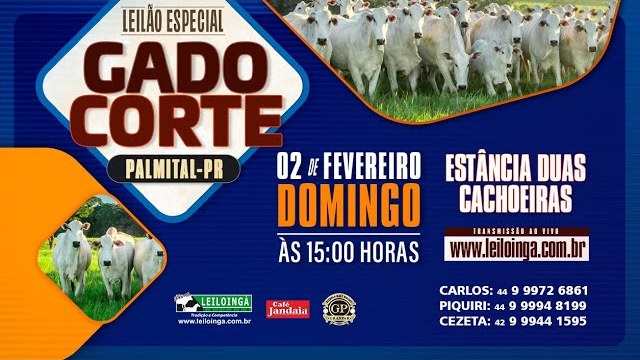 LEILÃO ESPECIAL
GADO
CORTE
PALMITAL-PR
02 DE FEVEREIRO
DOMINGO
ÀS 15:00 HORAS
ESTÂNCIA DUAS
CACHOEIRAS
TRANSMISSÃO AO VIVO
www.leiloinga.com.br
CARLOS: 44 9 9972 6861
PIQUIRI: 44 9 9994 8199
CEZETA: 42 9 9944 1595
LEILOINGÁ
Tradição e Competência
www.leiloinga.com.br
Café
Jandaia
GP